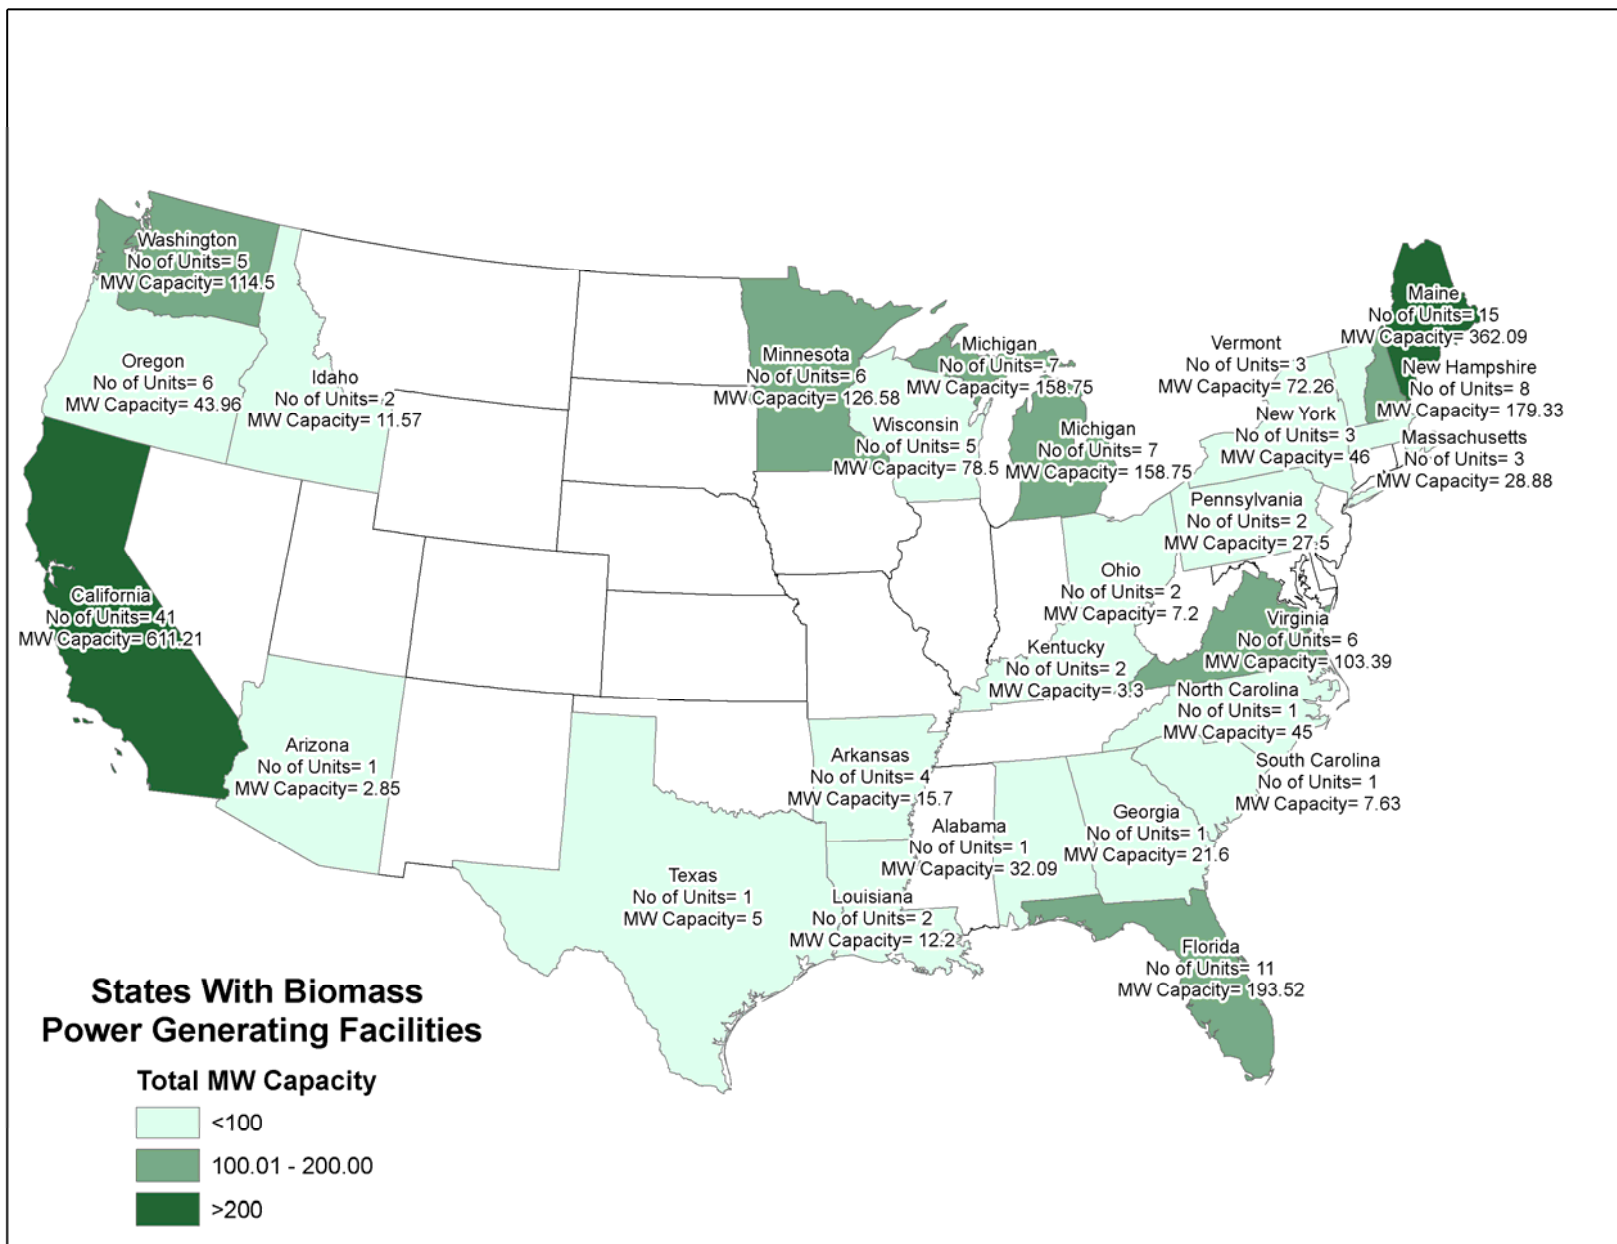 Washington
No of Units= 5
MW Capacity= 114.5
Oregon
No of Units= 6
MW Capacity= 43.96
Idaho
No of Units= 2
MW Capacity= 11.57
California
No of Units= 41
MW Capacity= 611.21
Arizona
No of Units= 1
MW Capacity= 2.85
Minnesota
No of Units= 6
MW Capacity= 126.58
Michigan
No of Units= 7
MW Capacity= 158.75
Wisconsin
No of Units= 5
MW Capacity= 78.5
Michigan
No of Units= 7
MW Capacity= 158.75
Maine
No of Units= 15
MW Capacity= 362.09
Vermont
No of Units= 3
MW Capacity= 72.26
New Hampshire
No of Units= 8
MW Capacity= 179.33
New York
No of Units= 3
MW Capacity= 46
Massachusetts
No of Units= 3
MW Capacity= 28.88
Pennsylvania
No of Units= 2
MW Capacity= 27.5
Ohio
No of Units= 2
MW Capacity= 7.2
Virginia
No of Units= 6
MW Capacity= 103.39
Kentucky
No of Units= 2
MW Capacity= 3.3
North Carolina
No of Units= 1
MW Capacity= 45
South Carolina
No of Units= 1
MW Capacity= 7.63
Arkansas
No of Units= 4
MW Capacity= 15.7
Alabama
No of Units= 1
MW Capacity= 32.09
Georgia
No of Units= 1
MW Capacity= 21.6
Texas
No of Units= 1
MW Capacity= 5
Louisiana
No of Units= 2
MW Capacity= 12.2
Florida
No of Units= 11
MW Capacity= 193.52
States With Biomass
Power Generating Facilities
Total MW Capacity
<100
100.01 - 200.00
>200